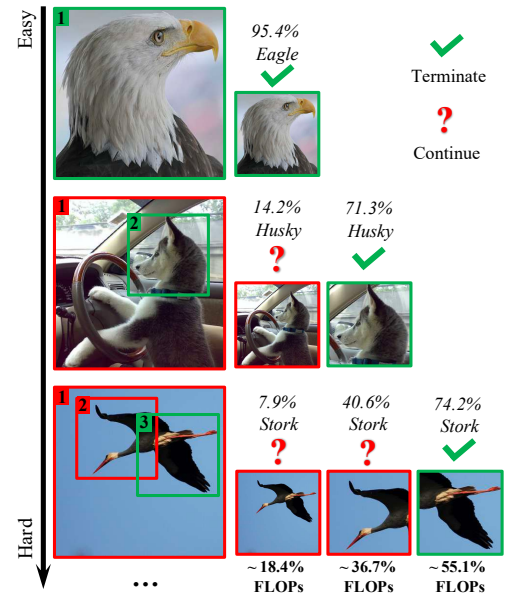 Easy
1
95.4%
Eagle
Terminate
?
Continue
1
2
14.2%
Husky
?
71.3%
Husky
1
2
3
7.9%
Stork
?
40.6%
Stork
?
74.2%
Stork
Hard
...
~ 18.4%
FLOPs
~ 36.7%
FLOPs
~ 55.1%
FLOPs